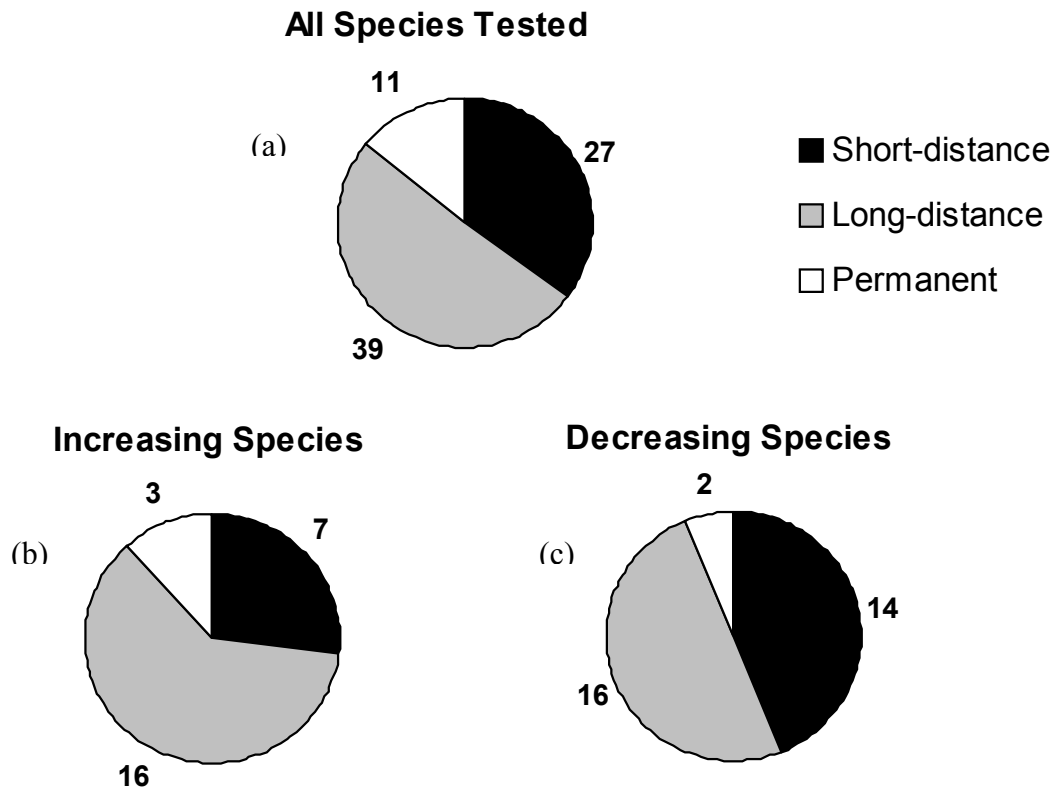 All Species Tested
11
(a)
27
39
Short-distance
Long-distance
Permanent
Increasing Species
3
7
(b)
16
Decreasing Species
2
(c)
14
16